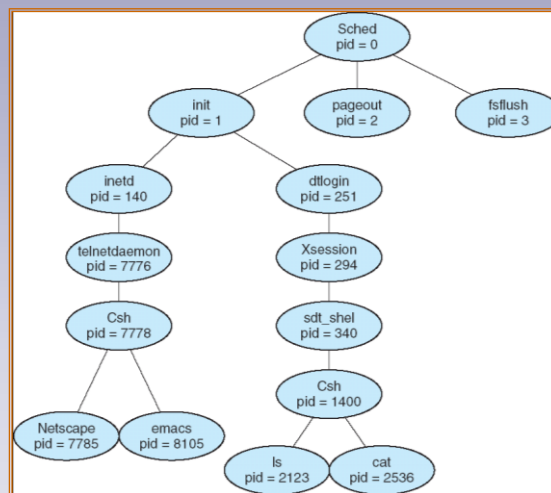 Sched
pid = 0
init
pid = 1
pageout
pid = 2
fsflush
pid = 3
inetd
pid = 140
dtlogin
pid = 251
telnetdaemon
pid = 7776
Xsession
pid = 294
Csh
pid = 7778
sdt_shel
pid = 340
Csh
pid = 1400
Netscape
pid = 7785
emacs
pid = 8105
ls
pid = 2123
cat
pid = 2536